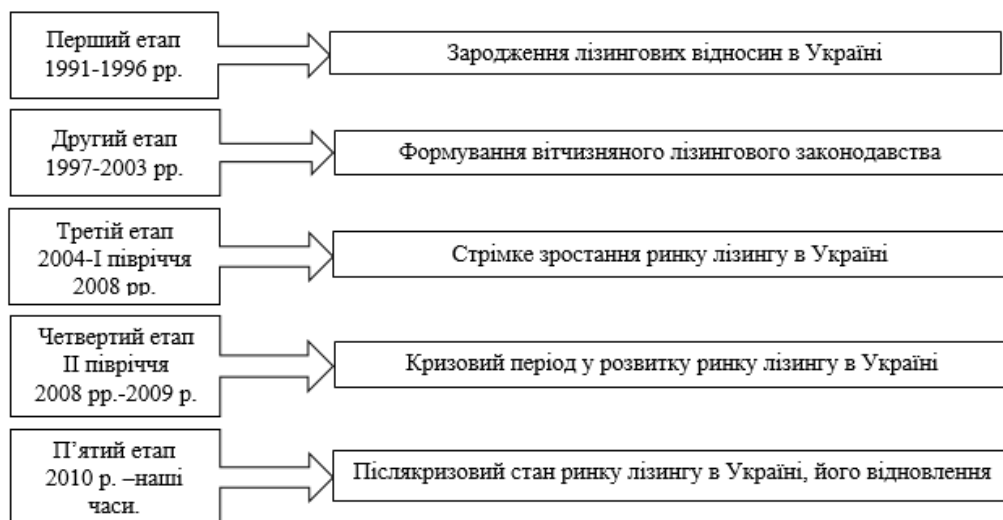 Перший етап
1991-1996 рр.
Зародження лізингових відносин в Україні
Другий етап
1997-2003 рр.
Формування вітчизняного лізингового законодавства
Третій етап
2004-І півріччя
2008 рр.
Стрімке зростання ринку лізингу в Україні
Четвертий етап
ІІ півріччя
2008 рр.-2009 р.
Кризовий період у розвитку ринку лізингу в Україні
П’ятий етап
2010 р. –наші
часи.
Післякризовий стан ринку лізингу в Україні, його відновлення